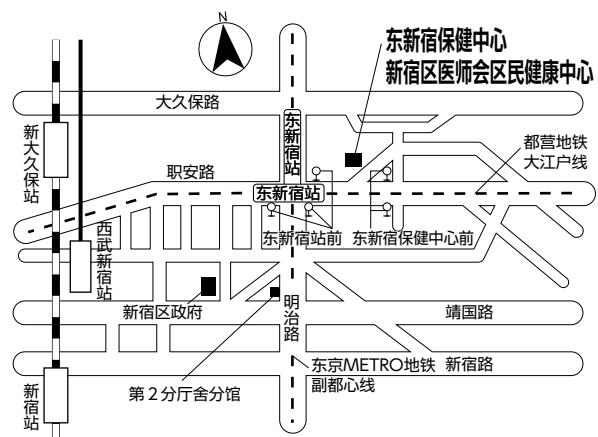 N
东新宿保健中心
新宿区医师会区民健康中心
大久保路
都营地铁
大江户线
新大久保站
东新宿站
职安路
东新宿站
西武新宿站
东新宿站前
东新宿保健中心前
新宿区政府
明治路
靖国路
东京METRO地铁
副都心线
新宿路
第2分厅舍分馆
新宿站